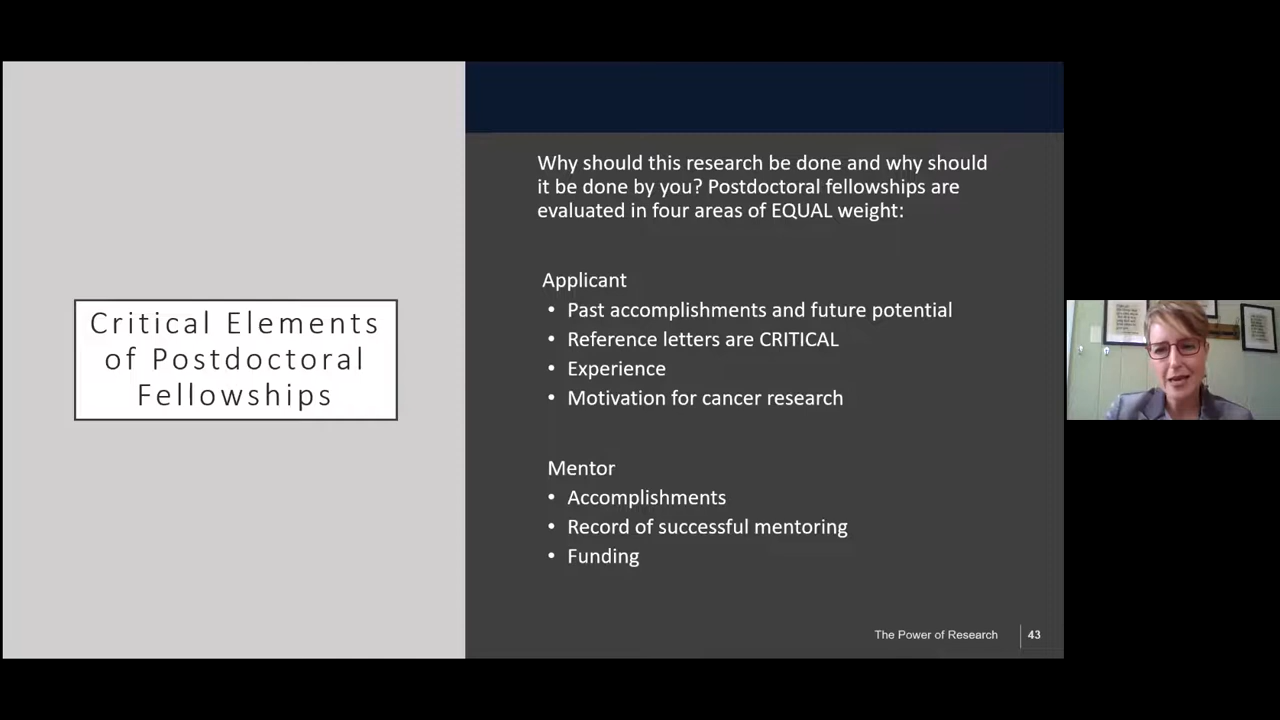 Critical Elements
of Postdoctoral
Fellowships
Why should this research be done and why should
it be done by you? Postdoctoral fellowships are
evaluated in four areas of EQUAL weight:
Applicant
• Past accomplishments and future potential
• Reference letters are CRITICAL
• Experience
• Motivation for cancer research
Mentor
• Accomplishments
• Record of successful mentoring
• Funding
The Power of Research 43